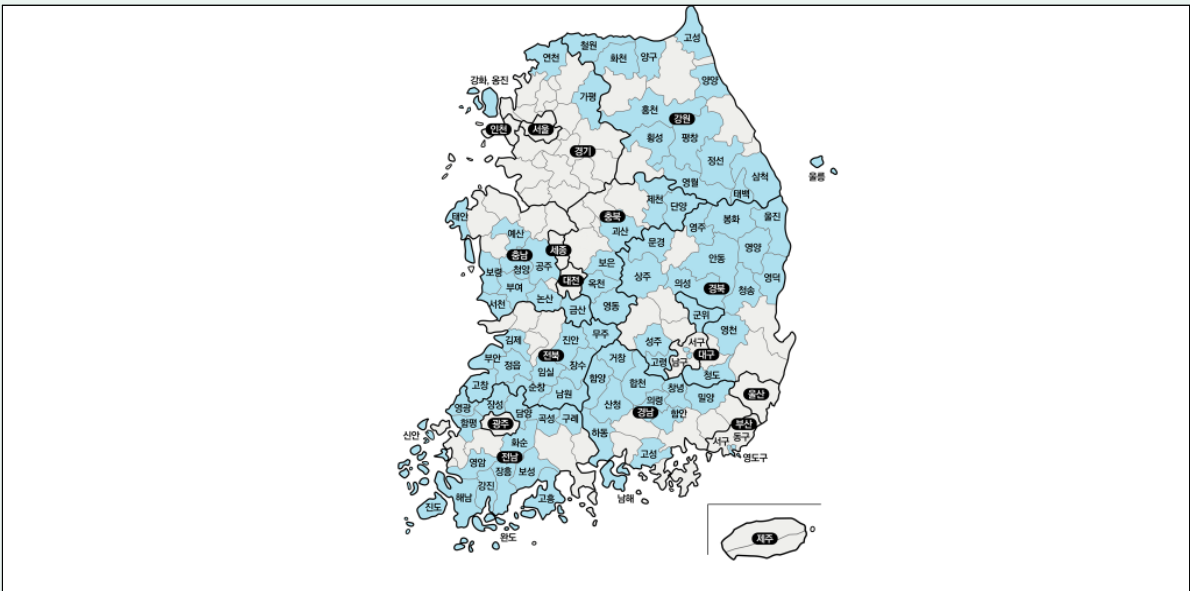 고성
철원
연천
화천
양구
강화, 옹진
양양
가평
홍천
강원
인천
서울
횡성
평창
경기
정선
울릉
삼척
영월
태백
제천
단양
태안
충북
봉화
울진
예산
괴산
영주
문경
세종
영양
충남
보은
안동
공주
보령
청양
상주
대전
옥천
의성
경북
영덕
부여
청송
논산
서천
금산
영동
군위
영천
무주
김제
진안
성주
서구
대구
부안
전북
거창
고령
남구
정읍
장수
임실
청도
함양
합천
고창
순창
남원
창녕
밀양
울산
장성
산청
의령
영광
담양
경남
함안
곡성
구례
함평
광주
부산
신안
하동
화순
서구
동구
고성
영도구
전남
영암
장흥
보성
강진
해남
고흥
남해
진도
완도
제주